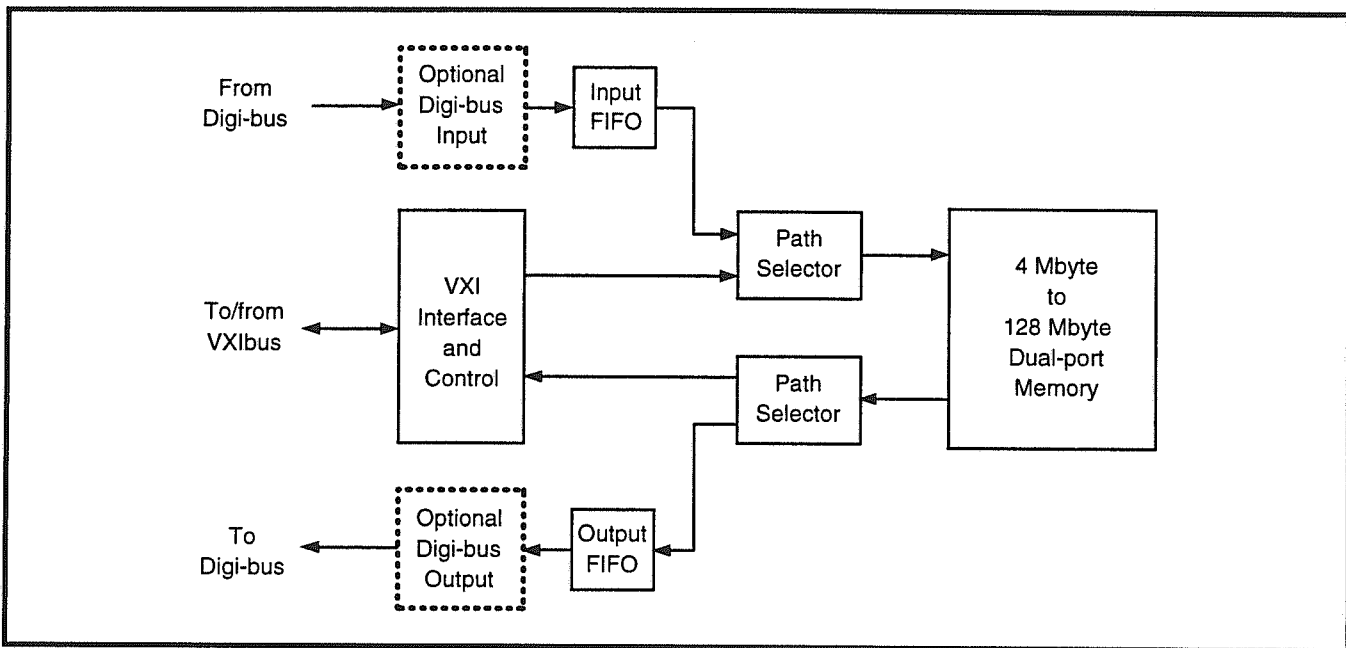 From
Digi-bus
Optional
Digi-bus
Input
Input
FIFO
To/from
VXIbus
VXI
Interface
and
Control
Path
Selector
Path
Selector
4 Mbyte
to
128 Mbyte
Dual-port
Memory
To
Digi-bus
Optional
Digi-bus
Output
Output
FIFO